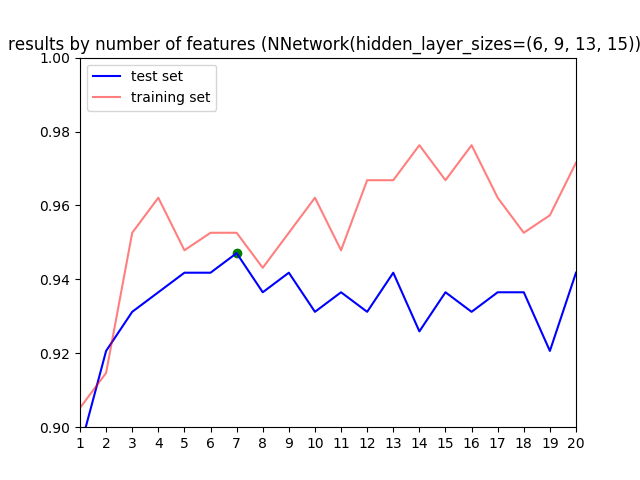 results by number of features (NNetwork(hidden_layer_sizes=(6, 9, 13, 15))
1.00
test set
training set
0.98
0.96
0.94
0.92
0.90
1 2 3 4 5 6 7 8 9 10 11 12 13 14 15 16 17 18 19 20